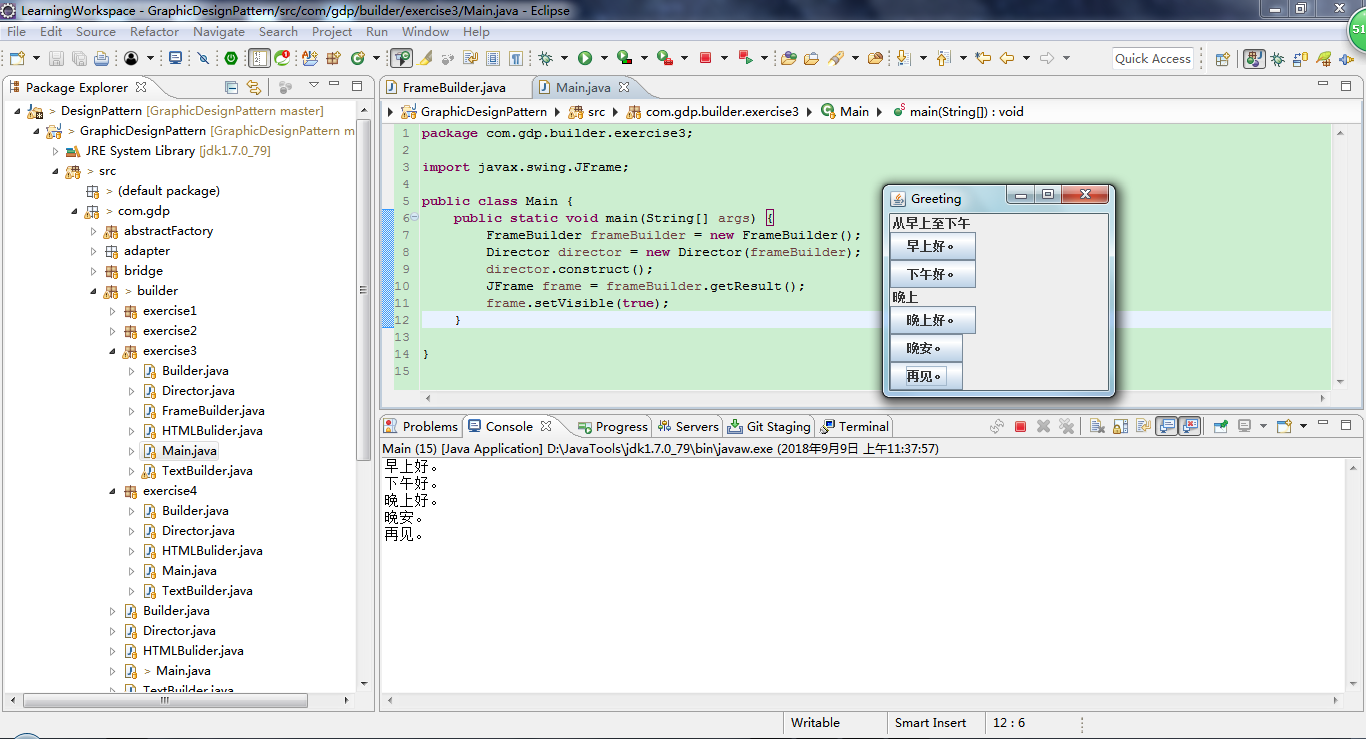 LearningWorkspace - GraphicDesignPattern/src/com/gdp/builder/exercise3/Main.java - Eclipse
File Edit Source Refactor Navigate Search Project Run Window Help
51
Quick Access
Package Explorer
DesignPattern [GraphicDesignPattern master]
> GraphicDesignPattern [GraphicDesignPattern m
JRE System Library [jdk1.7.0_79]
> src
> (default package)
> com.gdp
abstractFactory
adapter
bridge
> builder
exercise1
exercise2
exercise3
Builder.java
Director.java
FrameBuilder.java
HTMLBulider.java
Main.java
TextBuilder.java
exercise4
Builder.java
Director.java
HTMLBulider.java
Main.java
TextBuilder.java
Builder.java
Director.java
HTMLBulider.java
> Main.java
TextBuilder.java
FrameBuilder.java Main.java
GraphicDesignPattern src com.gdp.builder.exercise3 Main main(String[]) : void
1 package com.gdp.builder.exercise3;
2
3 import javax.swing.JFrame;
4
5 public class Main {
6 public static void main(String[] args) {
7 FrameBuilder frameBuilder = new FrameBuilder();
8 Director director = new Director(frameBuilder);
9 director.construct();
10 JFrame frame = frameBuilder.getResult();
11 frame.setVisible(true);
12 }
13
14 }
15
Greeting
从早上至下午
早上好。
下午好。
晚上
晚上好。
晚安。
再见。
Problems Console Progress Servers Git Staging Terminal
Main (15) [Java Application] D:\JavaTools\jdk1.7.0_79\bin\javaw.exe (2018年9月9日 上午11:37:57)
早上好。
下午好。
晚上好。
晚安。
再见。
Writable Smart Insert 12 : 6